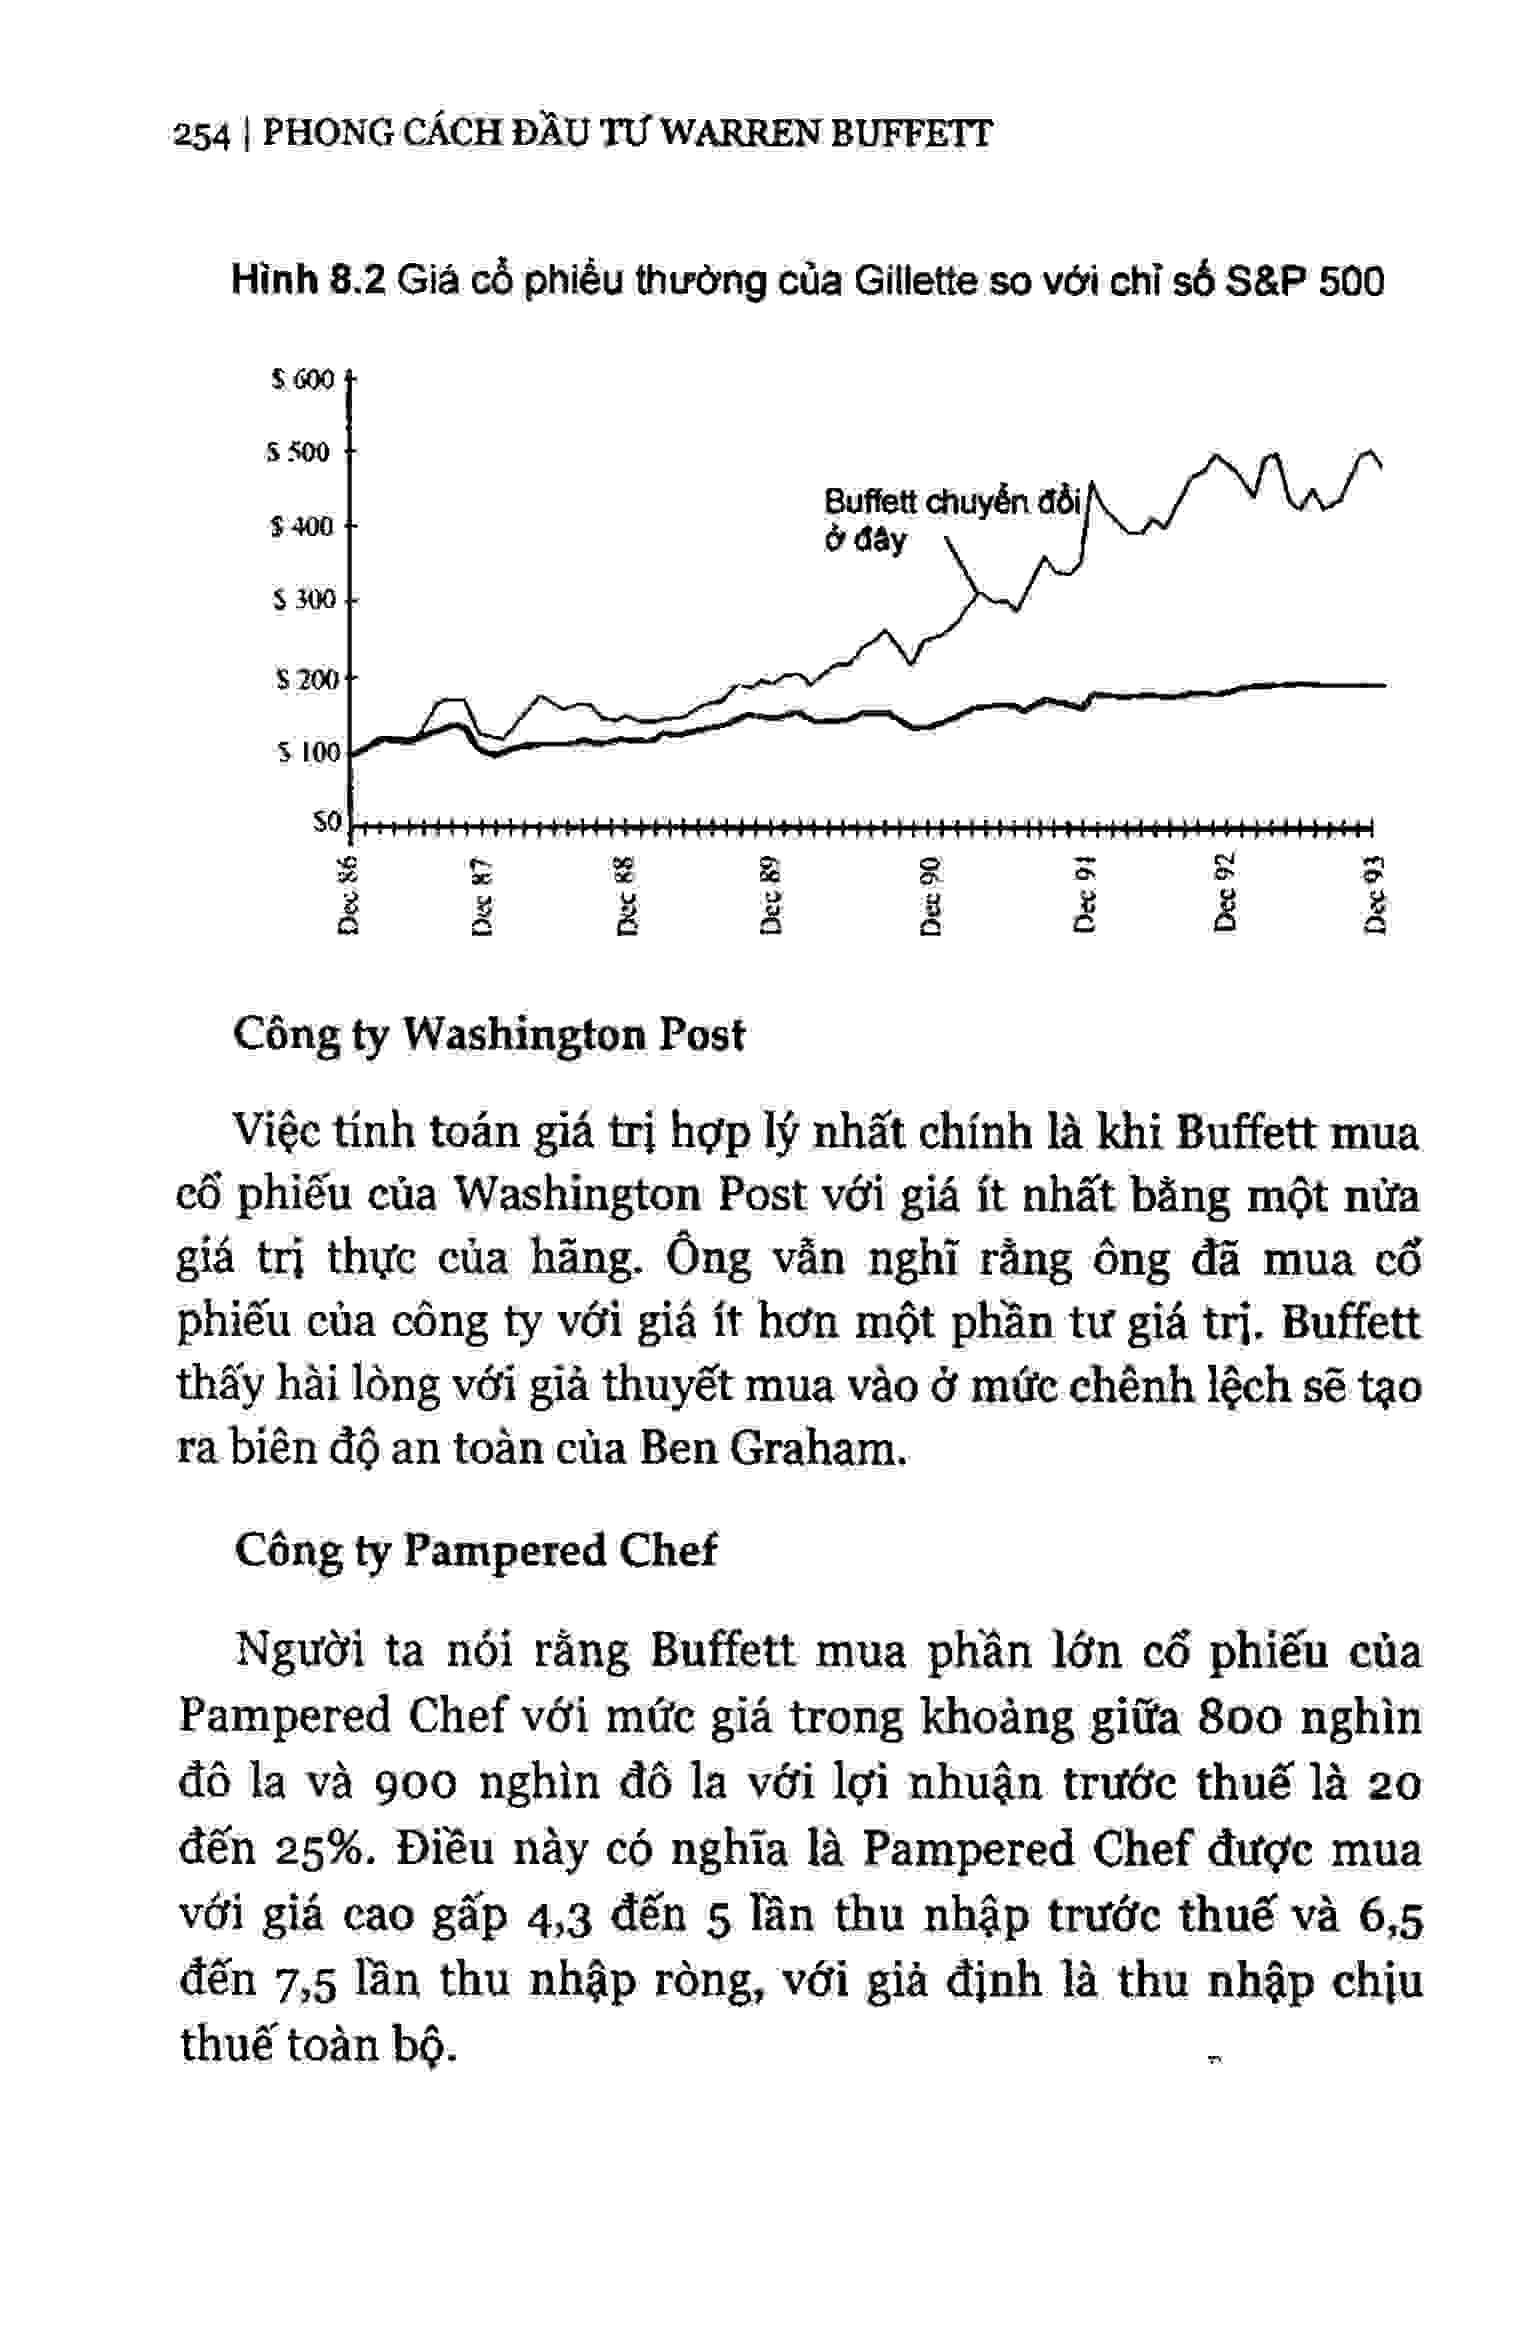 254 | PHONG CÁCH ĐẦU TƯ WARREN BUFFETT
Hình 8.2 Giá cổ phiếu thường của Gillette so với chỉ số S&P 500
$ 600
$ 500
$ 400
$ 300
$ 200
$ 100
$0
Buffett chuyển đổi
ở đây
Dec 86
Dec 87
Dec 88
Dec 89
Dec 90
Dec 91
Dec 92
Dec 93
Công ty Washington Post
Việc tính toán giá trị hợp lý nhất chính là khi Buffett mua
cổ phiếu của Washington Post với giá ít nhất bằng một nửa
giá trị thực của hãng. Ông vẫn nghĩ rằng ông đã mua cổ
phiếu của công ty với giá ít hơn một phần tư giá trị. Buffett
thấy hài lòng với giả thuyết mua vào ở mức chênh lệch sẽ tạo
ra biên độ an toàn của Ben Graham.
Công ty Pampered Chef
Người ta nói rằng Buffett mua phần lớn cổ phiếu của
Pampered Chef với mức giá trong khoảng giữa 800 nghìn
đô la và 900 nghìn đô la với lợi nhuận trước thuế là 20
đến 25%. Điều này có nghĩa là Pampered Chef được mua
với giá cao gấp 4,3 đến 5 lần thu nhập trước thuế và 6,5
đến 7,5 lần thu nhập ròng, với giả định là thu nhập chịu
thuế toàn bộ.